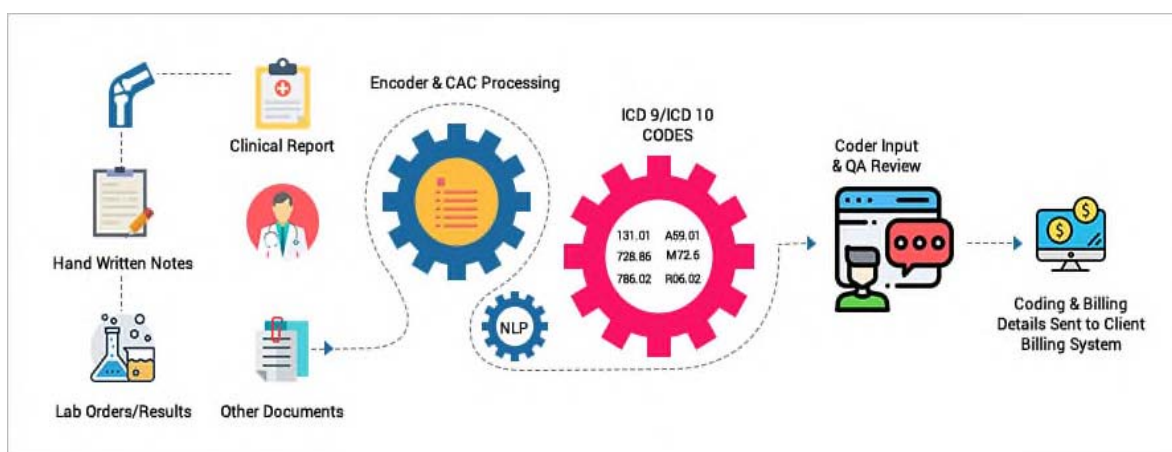 Clinical Report
Hand Written Notes
Lab Orders/Results
Other Documents
Encoder & CAC Processing
NLP
ICD 9/ICD 10
CODES
131.01 A59.01
728.86 M72.6
786.02 R06.02
Coder Input
& QA Review
$
$
Coding & Billing
Details Sent to Client
Billing System